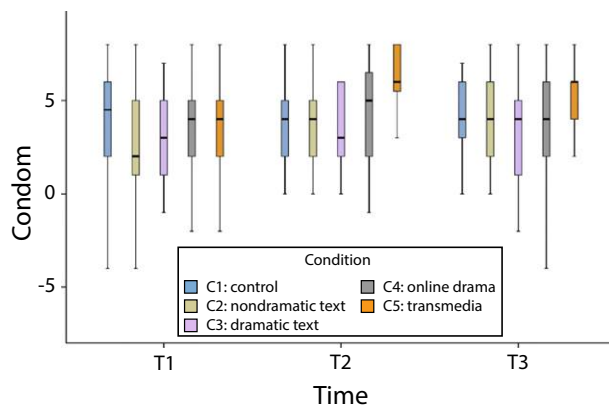 Condom
5
0
-5
Condition
C1: control
C2: nondramatic text
C3: dramatic text
C4: online drama
C5: transmedia
T1
T2
T3
Time